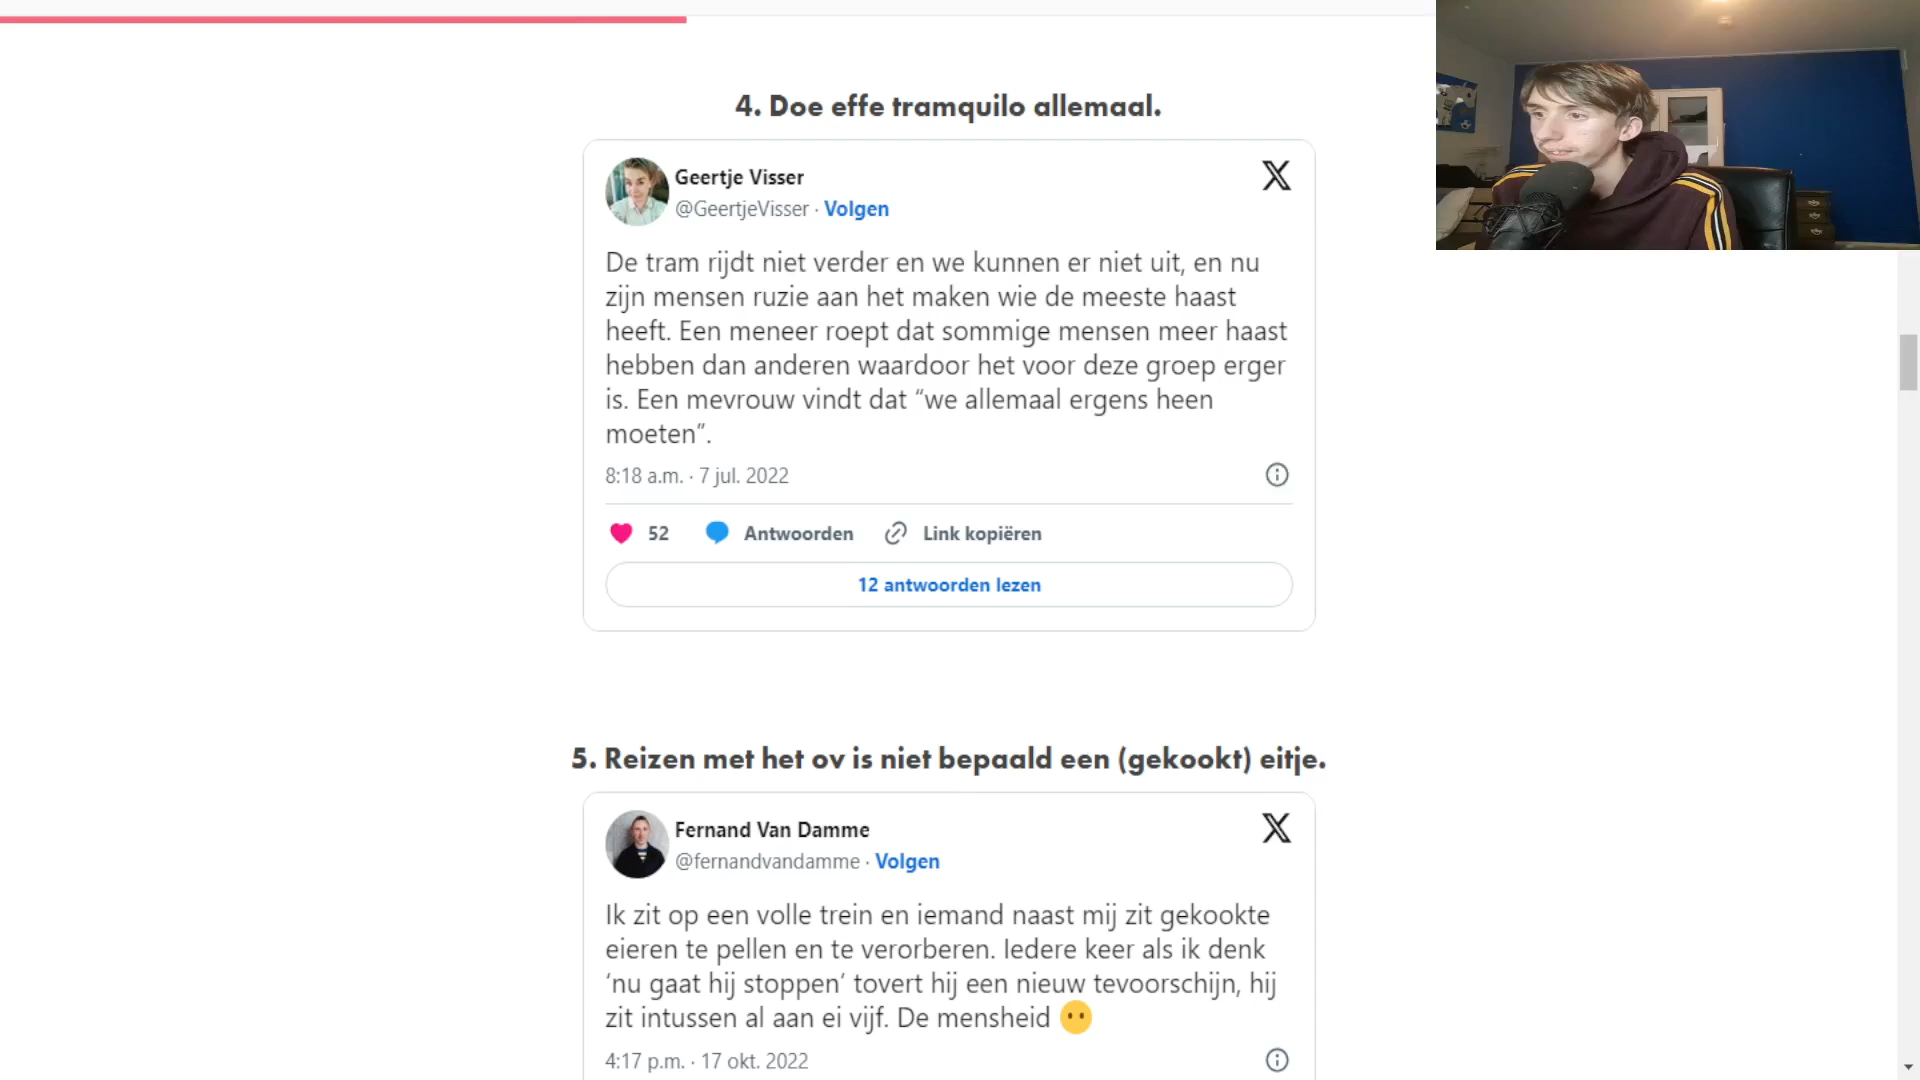 4. Doe effe tramquilo allemaal.
Geertje Visser
@GeertjeVisser · Volgen
De tram rijdt niet verder en we kunnen er niet uit, en nu
zijn mensen ruzie aan het maken wie de meeste haast
heeft. Een meneer roept dat sommige mensen meer haast
hebben dan anderen waardoor het voor deze groep erger
is. Een mevrouw vindt dat “we allemaal ergens heen
moeten”.
8:18 a.m. · 7 jul. 2022
52 Antwoorden Link kopiëren
12 antwoorden lezen
5. Reizen met het ov is niet bepaald een (gekookt) eitje.
Fernand Van Damme
@fernandvandamme · Volgen
Ik zit op een volle trein en iemand naast mij zit gekookte
eieren te pellen en te verorberen. Iedere keer als ik denk
‘nu gaat hij stoppen’ tovert hij een nieuw tevoorschijn, hij
zit intussen al aan ei vijf. De mensheid 😶
4:17 p.m. · 17 okt. 2022